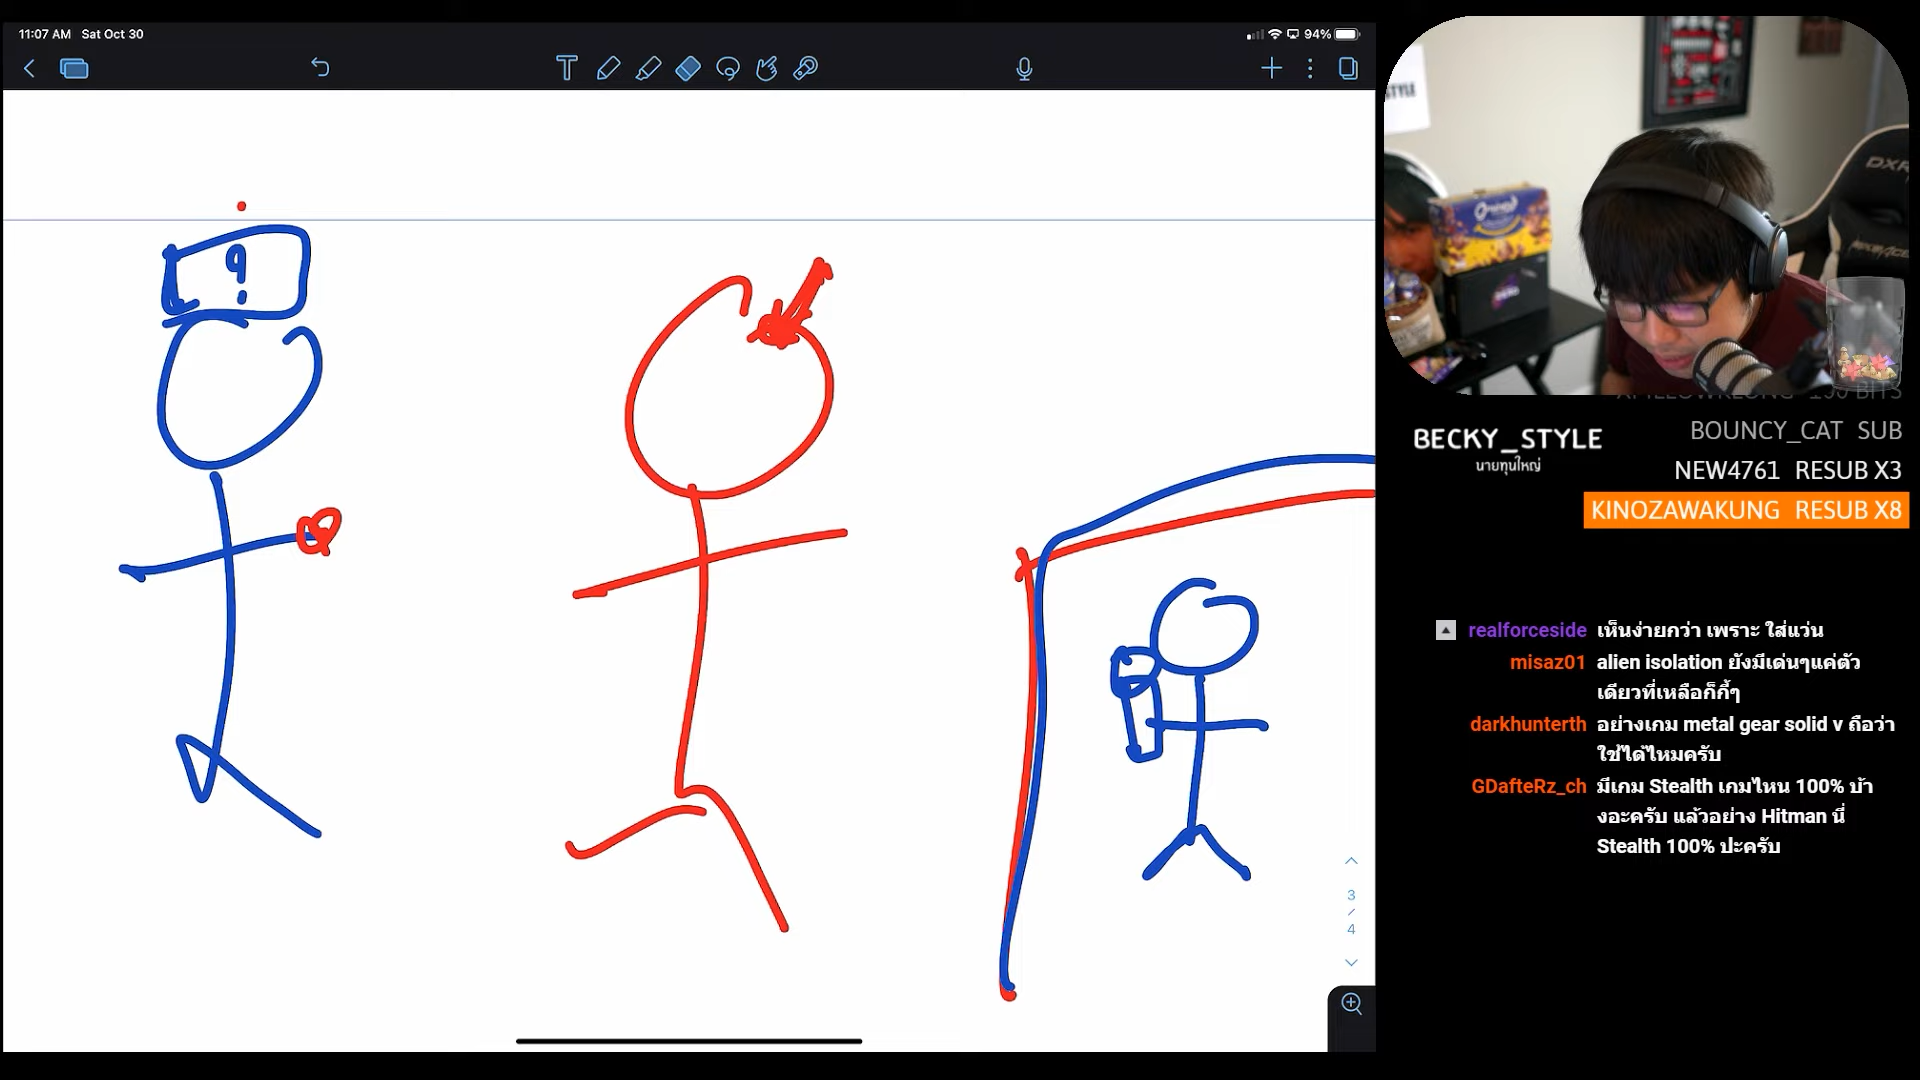 11:07 AM Sat Oct 30
94%
T
?
3
/
4
STYLE
BECKY_STYLE
นายทุนใหญ่
BOUNCY_CAT SUB
NEW4761 RESUB X3
KINOZAWAKUNG RESUB X8
realforceside เห็นง่ายกว่า เพราะ ใส่แว่น
misaz01 alien isolation ยังมีเด่นๆแค่ตัว
เดียวที่เหลือก็กี้ๆ
darkhunterth อย่างเกม metal gear solid v ถือว่า
ใช้ได้ไหมครับ
GDafteRz_ch มีเกม Stealth เกมไหน 100% บ้า
งอะครับ แล้วอย่าง Hitman นี่
Stealth 100% ปะครับ